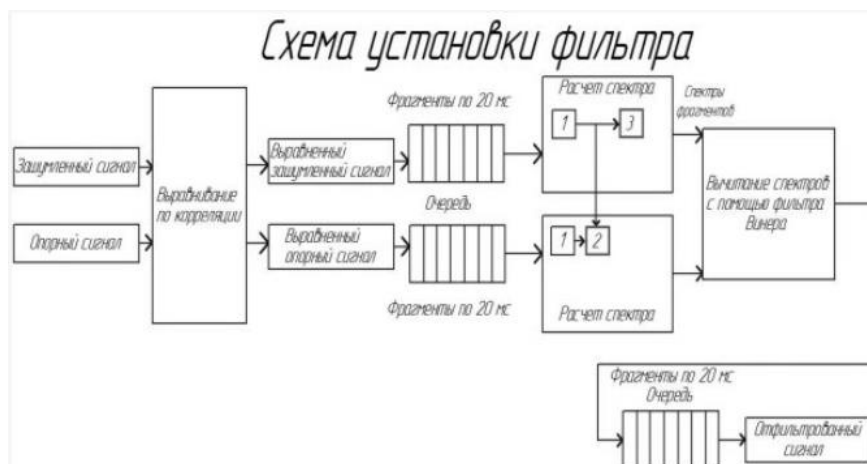 Схема установки фильтра
Фрагменты по 20 мс
Расчет спектра
Спектры
фрагментов
1
3
Зашумленный сигнал
Выравнивание
по корреляции
Выравненный
зашумленный сигнал
Вычитание спектров
с помощью фильтра
Винера
Очередь
Опорный сигнал
Выравненный
опорный сигнал
1
2
Фрагменты по 20 мс
Расчет спектра
Фрагменты по 20 мс
Очередь
Отфильтрованный
сигнал